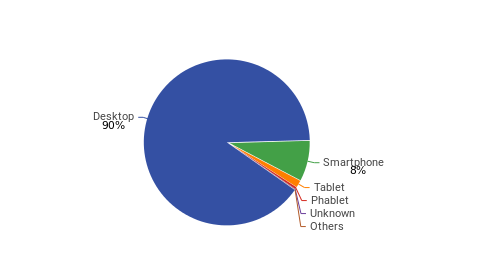 Desktop
90%
Smartphone
8%
Tablet
Phablet
Unknown
Others